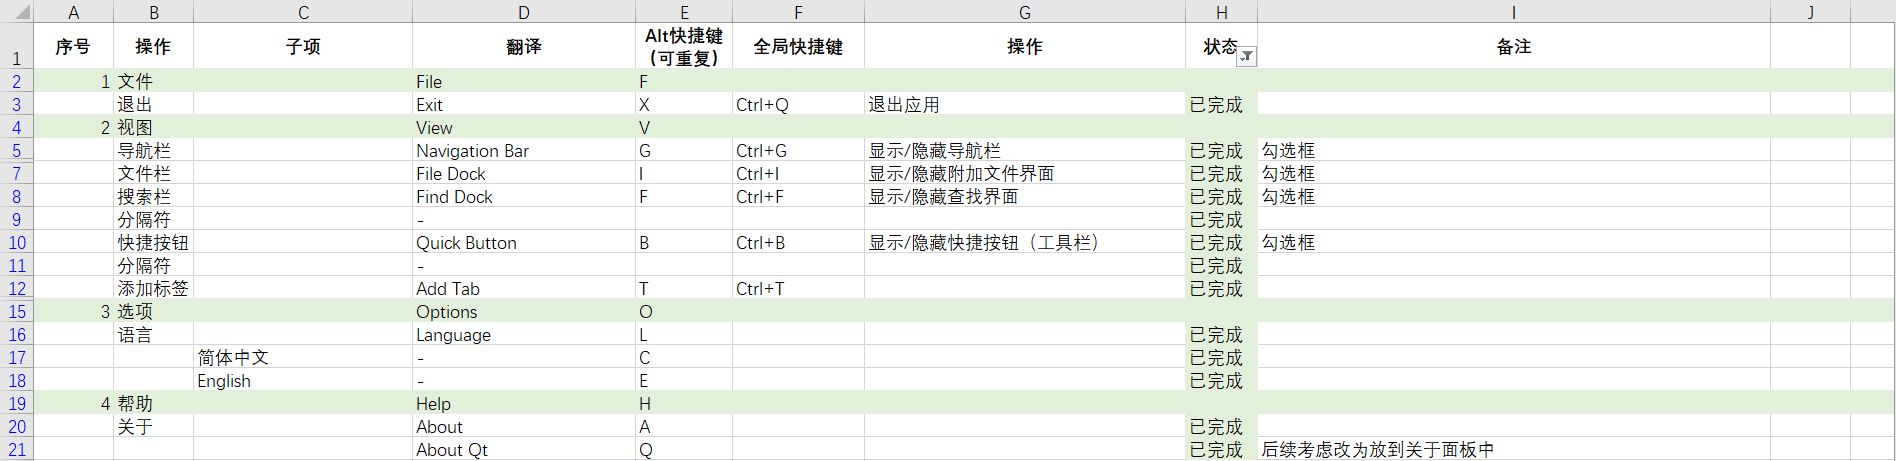 A B C D E F G H I J
1 序号 操作 子项 翻译 Alt快捷键（可重复） 全局快捷键 操作 状态 备注
2 1 文件 File F
3 退出 Exit X Ctrl+Q 退出应用 已完成
4 2 视图 View V
5 导航栏 Navigation Bar G Ctrl+G 显示/隐藏导航栏 已完成 勾选框
7 文件栏 File Dock I Ctrl+I 显示/隐藏附加文件界面 已完成 勾选框
8 搜索栏 Find Dock F Ctrl+F 显示/隐藏查找界面 已完成 勾选框
9 分隔符 - 已完成
10 快捷按钮 Quick Button B Ctrl+B 显示/隐藏快捷按钮（工具栏） 已完成 勾选框
11 分隔符 - 已完成
12 添加标签 Add Tab T Ctrl+T 已完成
15 3 选项 Options O
16 语言 Language L 已完成
17 简体中文 - C 已完成
18 English - E 已完成
19 4 帮助 Help H
20 关于 About A 已完成
21 About Qt Q 已完成 后续考虑改为放到关于面板中